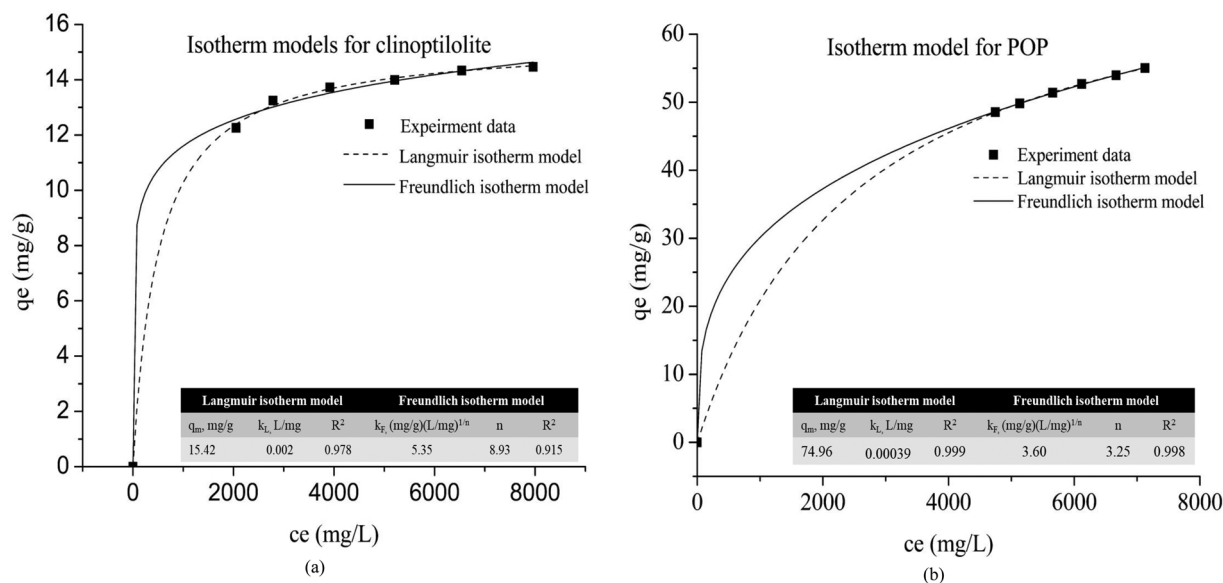 Isotherm models for clinoptilolite
Expeirment data
Langmuir isotherm model
Freundlich isotherm model
qe (mg/g)
16
14
12
10
8
6
4
2
0
Langmuir isotherm model Freundlich isotherm model
qm, mg/g kL, L/mg R² kF, (mg/g)(L/mg)1/n n R²
15.42 0.002 0.978 5.35 8.93 0.915
0 2000 4000 6000 8000
ce (mg/L)
(a)
Isotherm model for POP
Experiment data
Langmuir isotherm model
Freundlich isotherm model
qe (mg/g)
60
50
40
30
20
10
0
Langmuir isotherm model Freundlich isotherm model
qm, mg/g kL, L/mg R² kF, (mg/g)(L/mg)1/n n R²
74.96 0.00039 0.999 3.60 3.25 0.998
0 2000 4000 6000 8000
ce (mg/L)
(b)